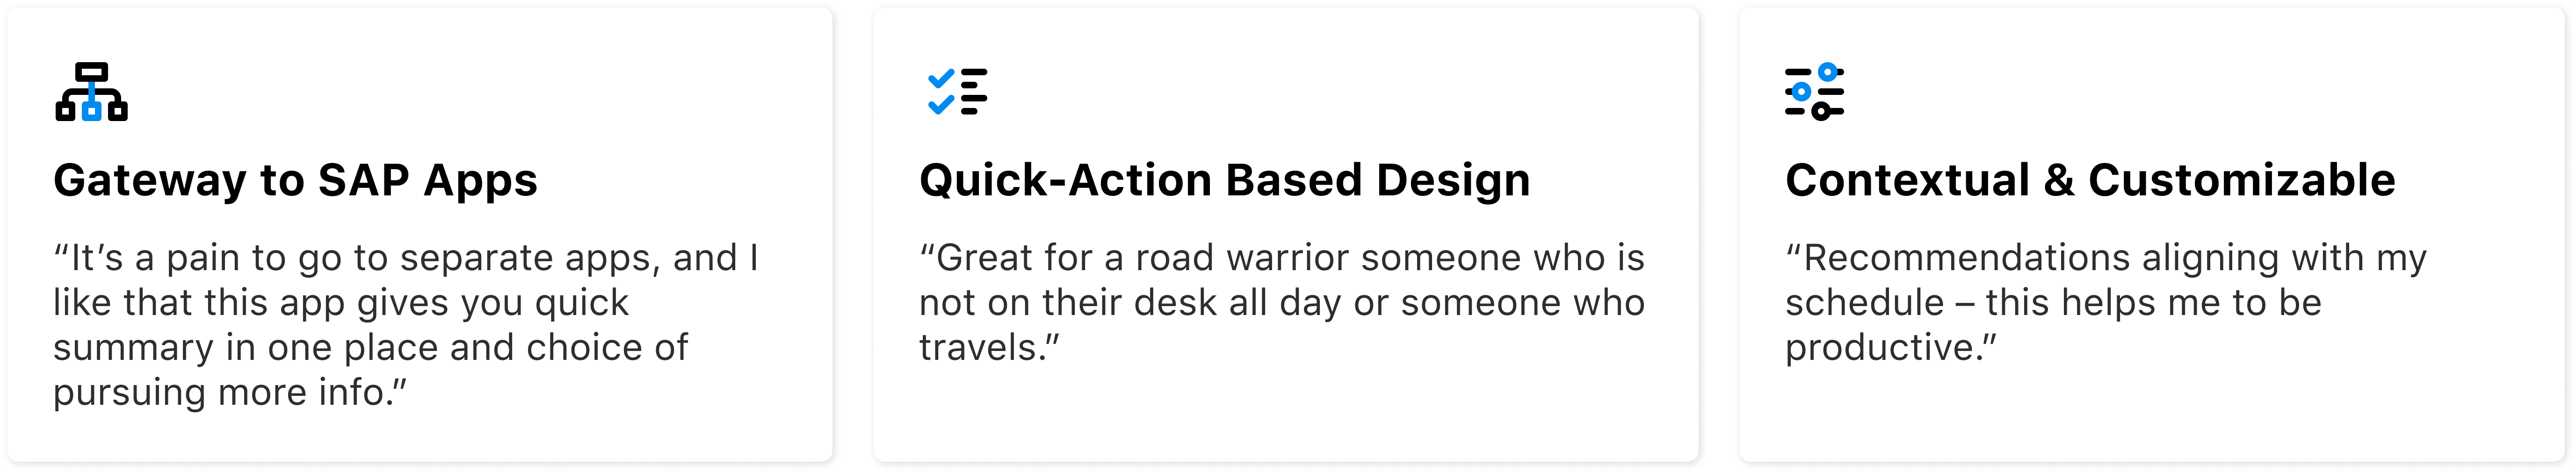 Gateway to SAP Apps
“It’s a pain to go to separate apps, and I
like that this app gives you quick
summary in one place and choice of
pursuing more info.”
Quick-Action Based Design
“Great for a road warrior someone who is
not on their desk all day or someone who
travels.”
Contextual & Customizable
“Recommendations aligning with my
schedule – this helps me to be
productive.”